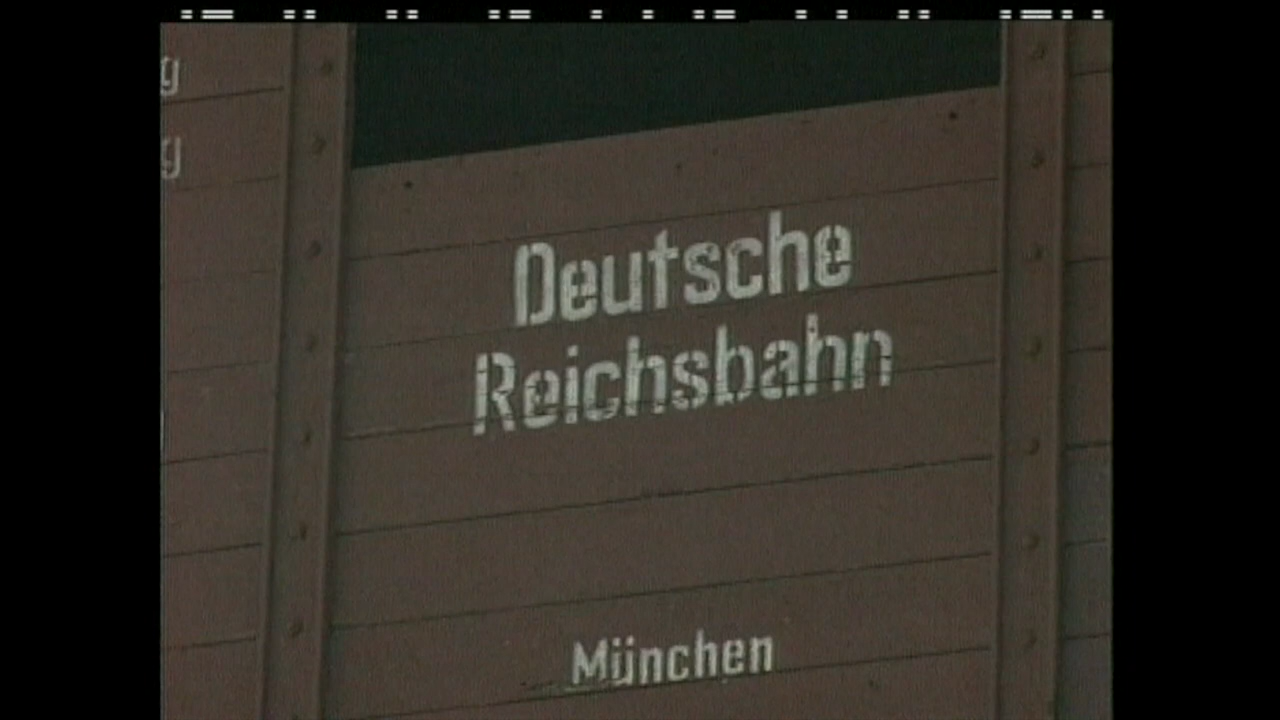 g
g
Deutsche
Reichsbahn
München